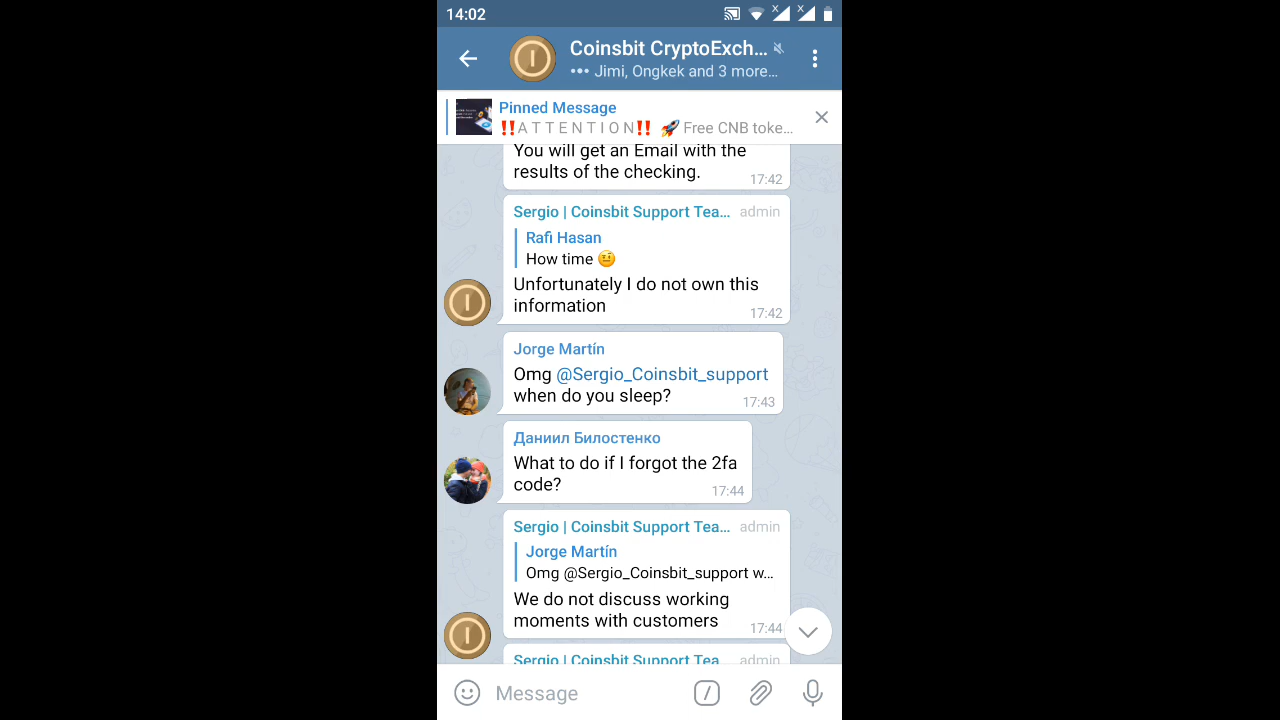 14:02
Coinsbit CryptoExch...
••• Jimi, Ongkek and 3 more...
Pinned Message
‼️A T T E N T I O N‼️ 🚀 Free CNB toke...
You will get an Email with the
results of the checking.
17:42
Sergio | Coinsbit Support Tea... admin
Rafi Hasan
How time 🤨
Unfortunately I do not own this
information
17:42
Jorge Martín
Omg @Sergio_Coinsbit_support
when do you sleep?
17:43
Даниил Билостенко
What to do if I forgot the 2fa
code?
17:44
Sergio | Coinsbit Support Tea... admin
Jorge Martín
Omg @Sergio_Coinsbit_support w...
We do not discuss working
moments with customers
17:44
Sergio | Coinsbit Support Tea... admin
Message